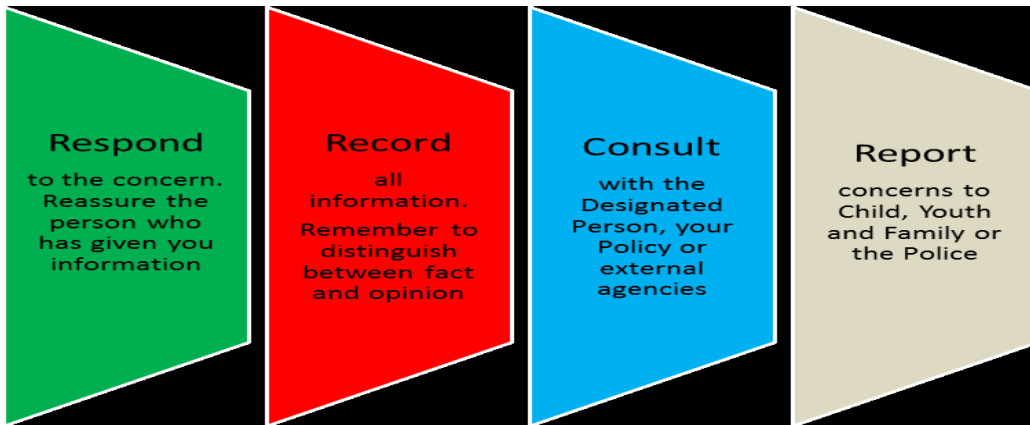 Respond
to the concern.
Reassure the
person who
has given you
information
Record
all
information.
Remember to
distinguish
between fact
and opinion
Consult
with the
Designated
Person, your
Policy or
external
agencies
Report
concerns to
Child, Youth
and Family or
the Police